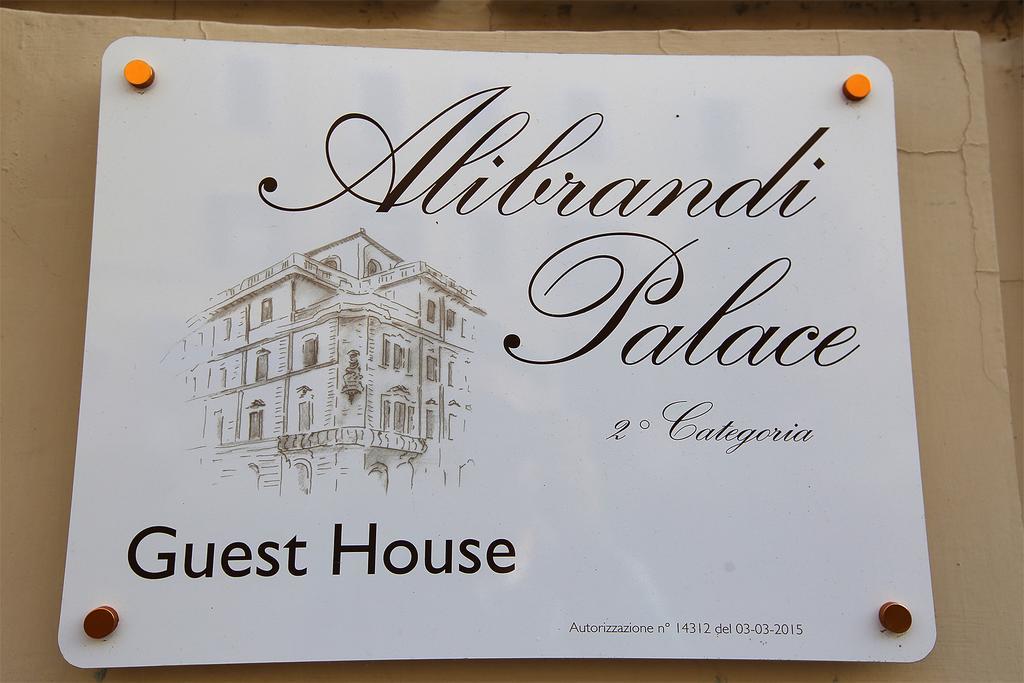 Alibrandi
Palace
2° Categoria
Guest House
Autorizzazione n° 14312 del 03-03-2015